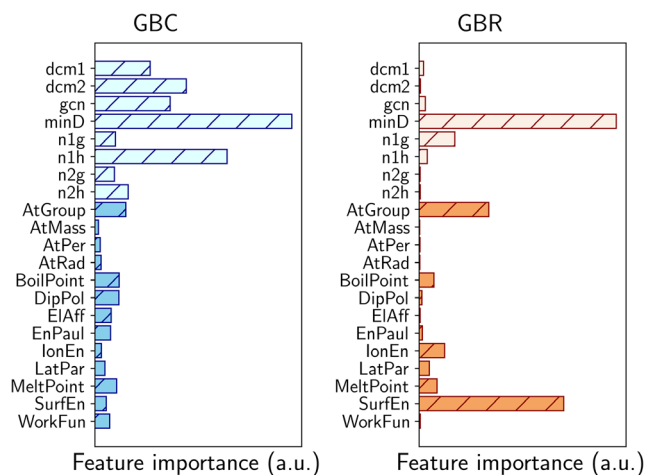 GBC
dcm1
dcm2
gcn
minD
n1g
n1h
n2g
n2h
AtGroup
AtMass
AtPer
AtRad
BoilPoint
DipPol
ElAff
EnPaul
IonEn
LatPar
MeltPoint
SurfEn
WorkFun
Feature importance (a.u.)
GBR
dcm1
dcm2
gcn
minD
n1g
n1h
n2g
n2h
AtGroup
AtMass
AtPer
AtRad
BoilPoint
DipPol
ElAff
EnPaul
IonEn
LatPar
MeltPoint
SurfEn
WorkFun
Feature importance (a.u.)